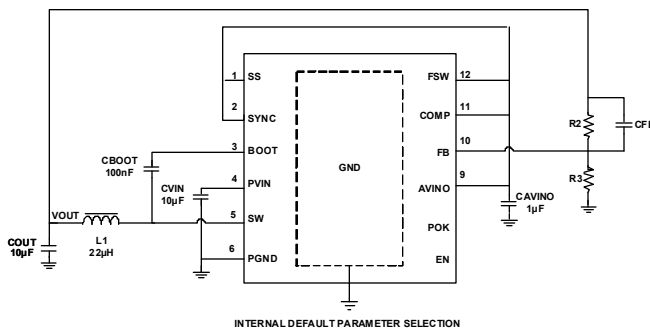 1 SS
2 SYNC
3 BOOT
4 PVIN
5 SW
6 PGND
GND
FSW 12
COMP 11
FB 10
AVINO 9
POK
EN
CBOOT
100nF
CVIN
10µF
VOUT
L1
22µH
COUT
10µF
R2
R3
CAVINO
1µF
INTERNAL DEFAULT PARAMETER SELECTION